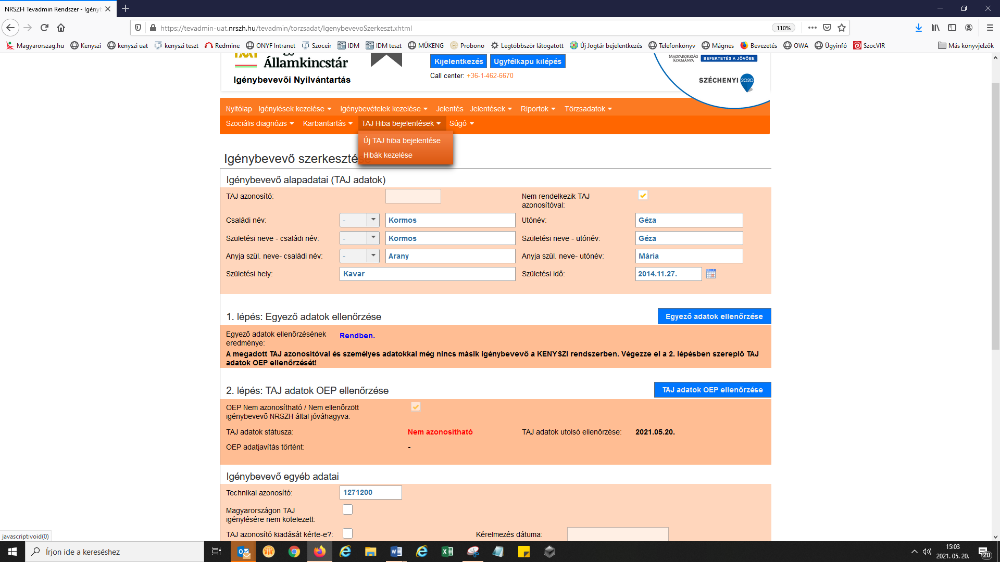 NRSZH Tevadmin Rendszer - Igényb
https://tevadmin-uat.nrszh.hu/tevadmin/torzsadat/IgenybevevoSzerkeszt.xhtml
110%
Magyarorszag.hu Kenyszi kenyszi uat kenyszi teszt Redmine ONYF Intranet Szoceir IDM IDM teszt MŰKENG Probono Legtöbbször látogatott Új Jogtár bejelentkezés Telefonkönyv Mágnes Bevezetés OWA Ügyinfó SzocVIR Más könyvjelzők
Államkincstár
Igénybevevői Nyilvántartás
Kijelentkezés Ügyfélkapu kilépés
Call center: +36-1-462-6670
MAGYARORSZÁG KORMÁNYA
BEFEKTETÉS A JÖVŐBE
SZÉCHENYI 2020
Nyitólap Igénylések kezelése Igénybevételek kezelése Jelentés Jelentések Riportok Törzsadatok
Szociális diagnózis Karbantartás TAJ Hiba bejelentések Súgó
Új TAJ hiba bejelentése
Hibák kezelése
Igénybevevő szerkesztése
Igénybevevő alapadatai (TAJ adatok)
TAJ azonosító:
Nem rendelkezik TAJ
azonosítóval:
Családi név: - Kormos Utónév: Géza
Születési neve - családi név: - Kormos Születési neve - utónév: Géza
Anyja szül. neve- családi név: - Arany Anyja szül. neve- utónév: Mária
Születési hely: Kavar Születési idő: 2014.11.27.
1. lépés: Egyező adatok ellenőrzése
Egyező adatok ellenőrzése
Egyező adatok ellenőrzésének
eredménye:
Rendben.
A megadott TAJ azonosítóval és személyes adatokkal még nincs másik igénybevevő a KENYSZI rendszerben. Végezze el a 2. lépésben szereplő TAJ
adatok OEP ellenőrzését!
2. lépés: TAJ adatok OEP ellenőrzése
TAJ adatok OEP ellenőrzése
OEP Nem azonosítható / Nem ellenőrzött
igénybevevő NRSZH által jóváhagyva:
TAJ adatok státusza: Nem azonosítható TAJ adatok utolsó ellenőrzése: 2021.05.20.
OEP adatjavítás történt: -
Igénybevevő egyéb adatai
Technikai azonosító: 1271200
Magyarországon TAJ
igénylésére nem kötelezett:
TAJ azonosító kiadását kérte-e?: Kérelmezés dátuma:
javascript:void(0)
Írjon ide a kereséshez
15:03
2021. 05. 20.
20